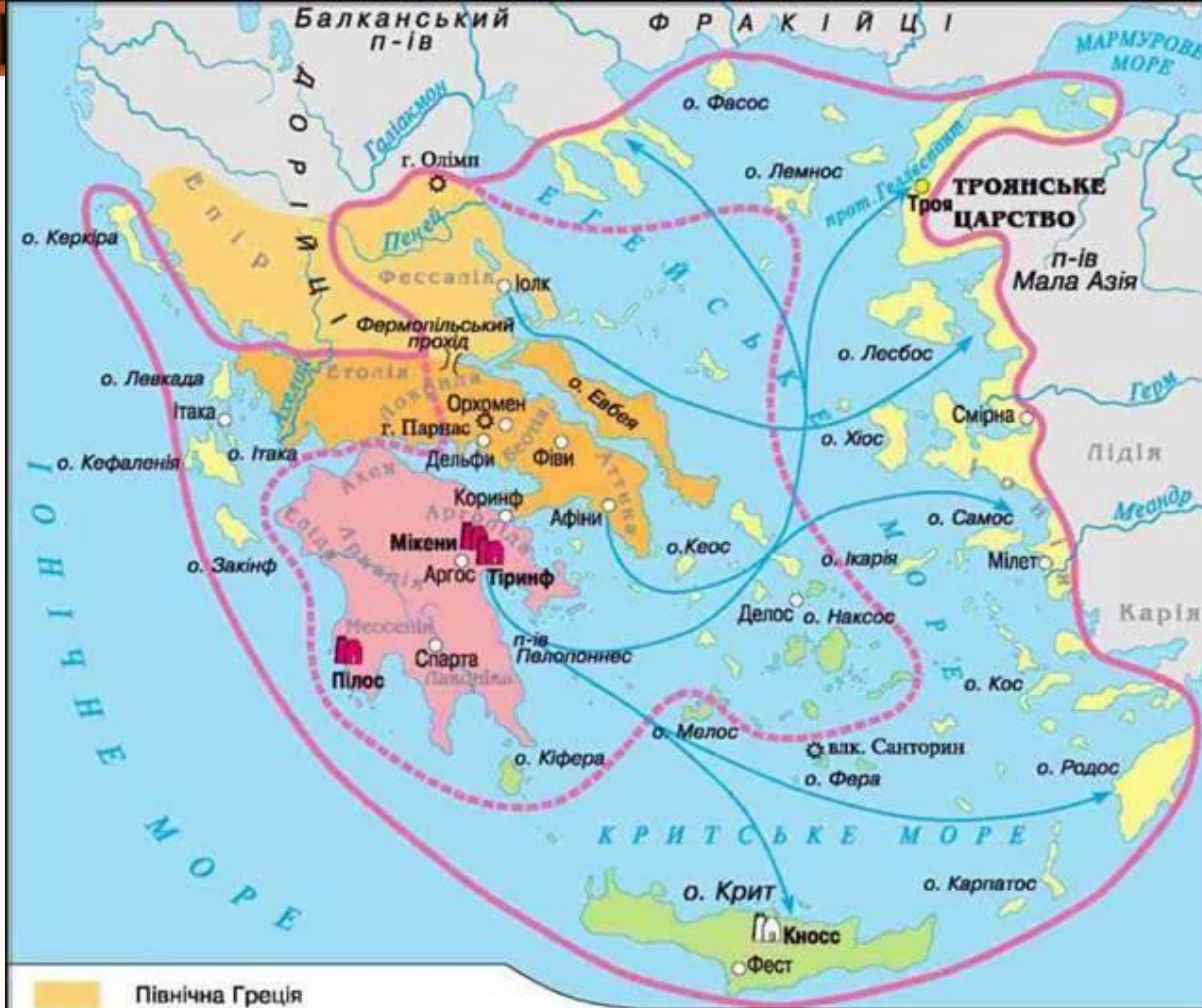 Балканський
п-ів
ФРАКІЙЦІ
МАРМУРОВЕ
МОРЕ
ДОРІЙЦІ
Галіакмон
о. Фасос
г. Олімп
о. Лемнос
прот. Геллеспонт
Троя
ТРОЯНСЬКЕ
ЦАРСТВО
п-ів
Мала Азія
Епір
о. Керкіра
Пеней
Фессалія
Іолк
ЕГЕЙСЬКЕ МОРЕ
Фермопільський
прохід
о. Лесбос
о. Левкада
Етолія
Локрида
о. Евбея
Герм
Ітака
Ахелой
Орхомен
г. Парнас
Беотія
о. Хіос
Смірна
о. Ітака
о. Кефаленія
Дельфи
Фіви
Лідія
Ахея
Аттика
Коринф
Арголіда
Афіни
Меандр
Еліда
Аркадія
Мікени
о. Самос
Іонія
о. Закінф
Аргос
Тіринф
о.Кеос
о. Ікарія
Мілет
Делос
о. Наксос
Карія
Мессенія
п-ів
Пелопоннес
Спарта
Лаконіка
Пілос
о. Кос
о. Мелос
о. Кіфера
влк. Санторин
о. Фера
о. Родос
КРИТСЬКЕ МОРЕ
о. Карпатос
о. Крит
Кносс
Фест
ІОНІЧНЕ МОРЕ
Північна Греція